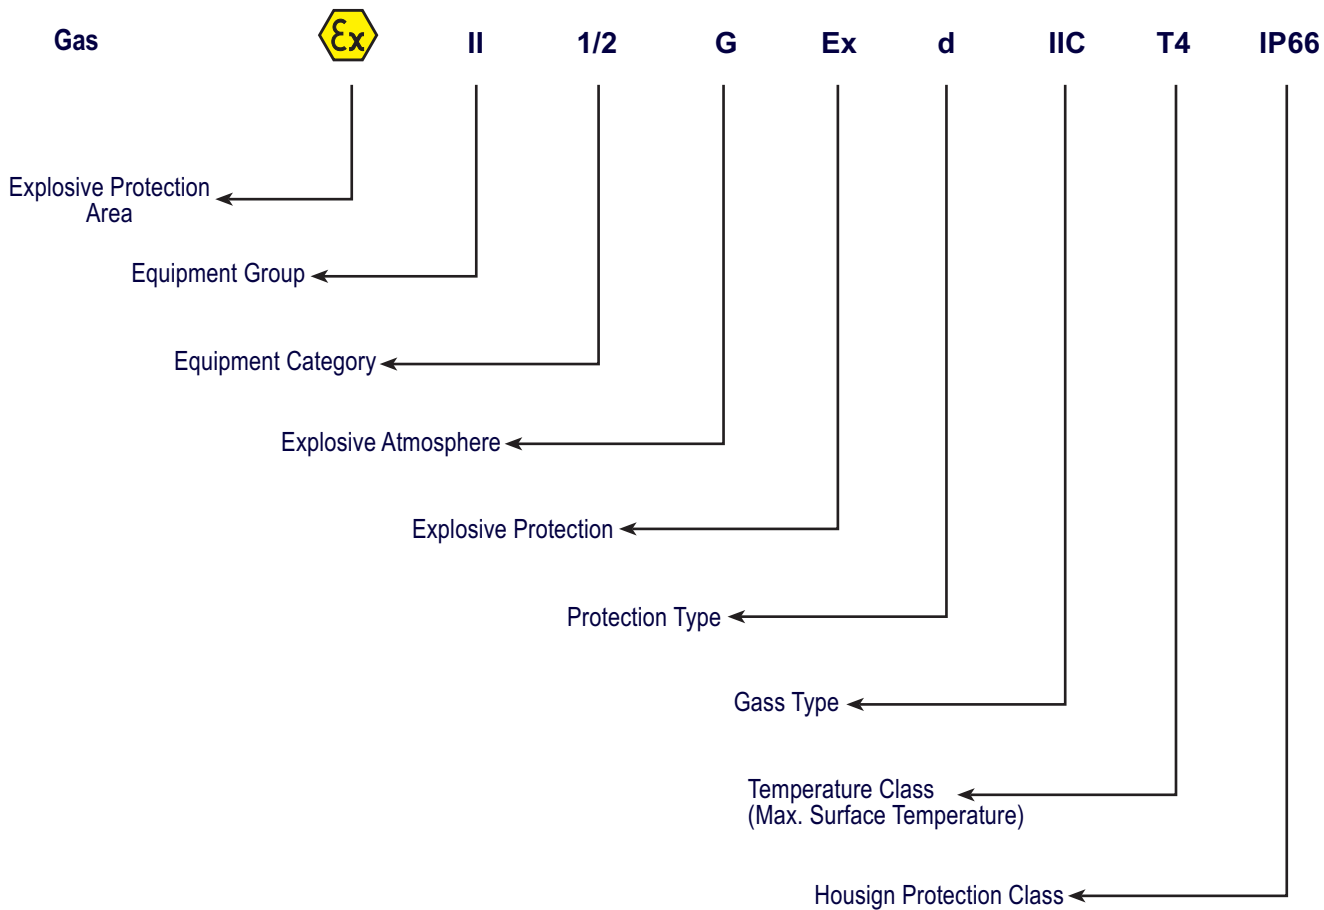 Gas Ex II 1/2 G Ex d IIC T4 IP66
Explosive Protection
Area
Equipment Group
Equipment Category
Explosive Atmosphere
Explosive Protection
Protection Type
Gass Type
Temperature Class
(Max. Surface Temperature)
Housign Protection Class